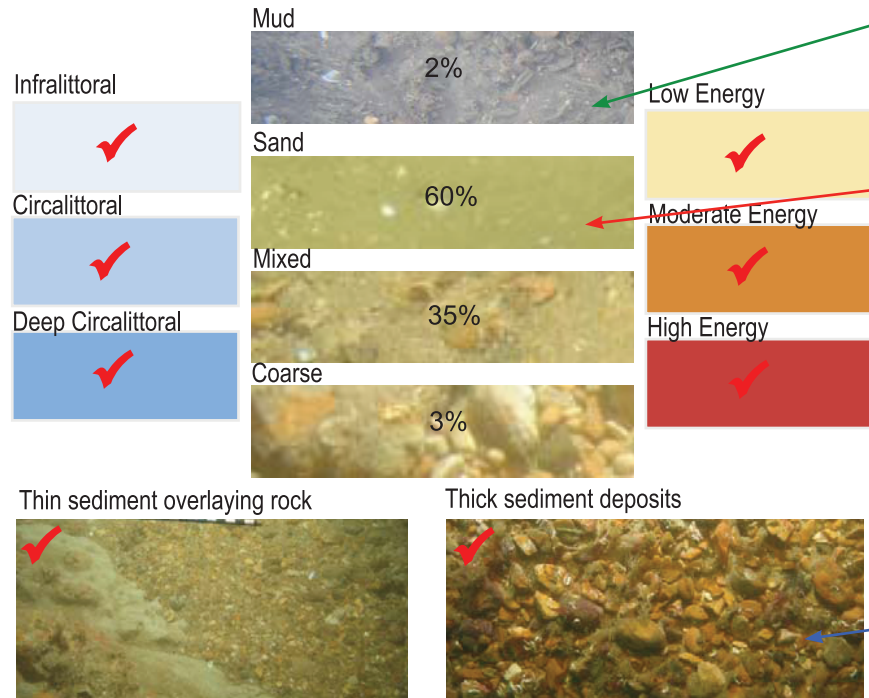 Mud
2%
Infralittoral
Low Energy
Sand
60%
Circalittoral
Moderate Energy
Mixed
35%
Deep Circalittoral
High Energy
Coarse
3%
Thin sediment overlaying rock
Thick sediment deposits